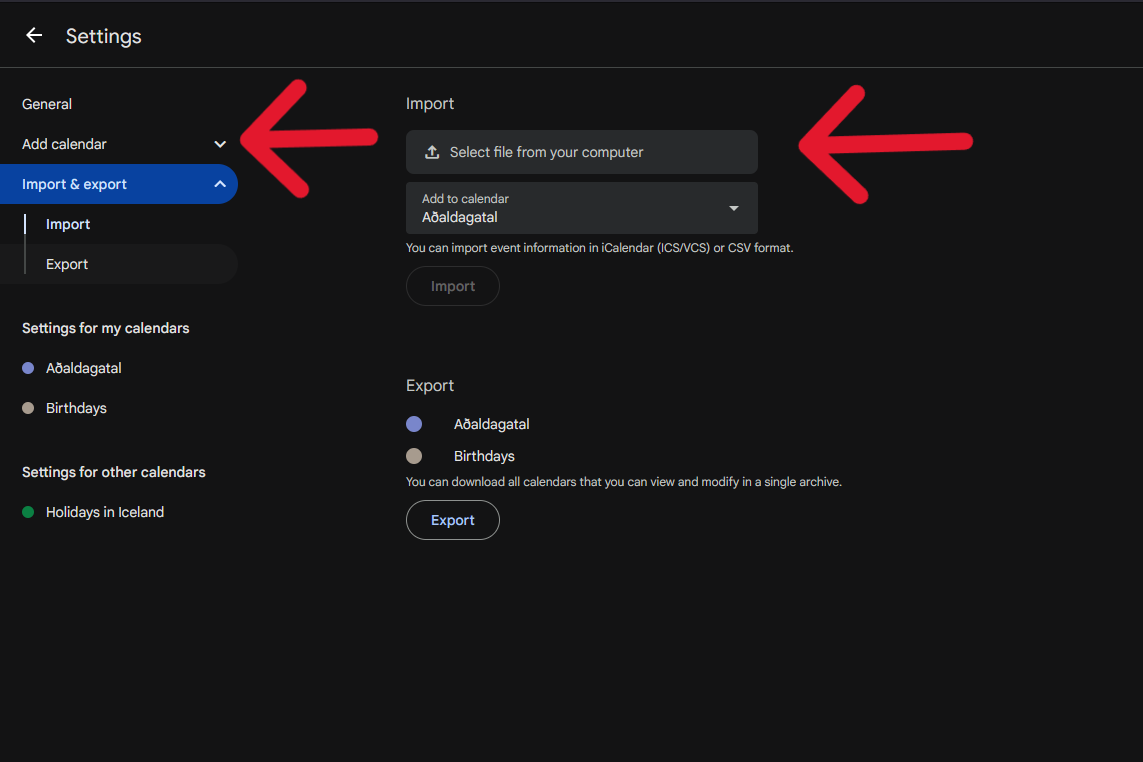 Settings
General
Add calendar
Import & export
Import
Export
Settings for my calendars
Aðaldagatal
Birthdays
Settings for other calendars
Holidays in Iceland
Import
Select file from your computer
Add to calendar
Aðaldagatal
You can import event information in iCalendar (ICS/VCS) or CSV format.
Import
Export
Aðaldagatal
Birthdays
You can download all calendars that you can view and modify in a single archive.
Export